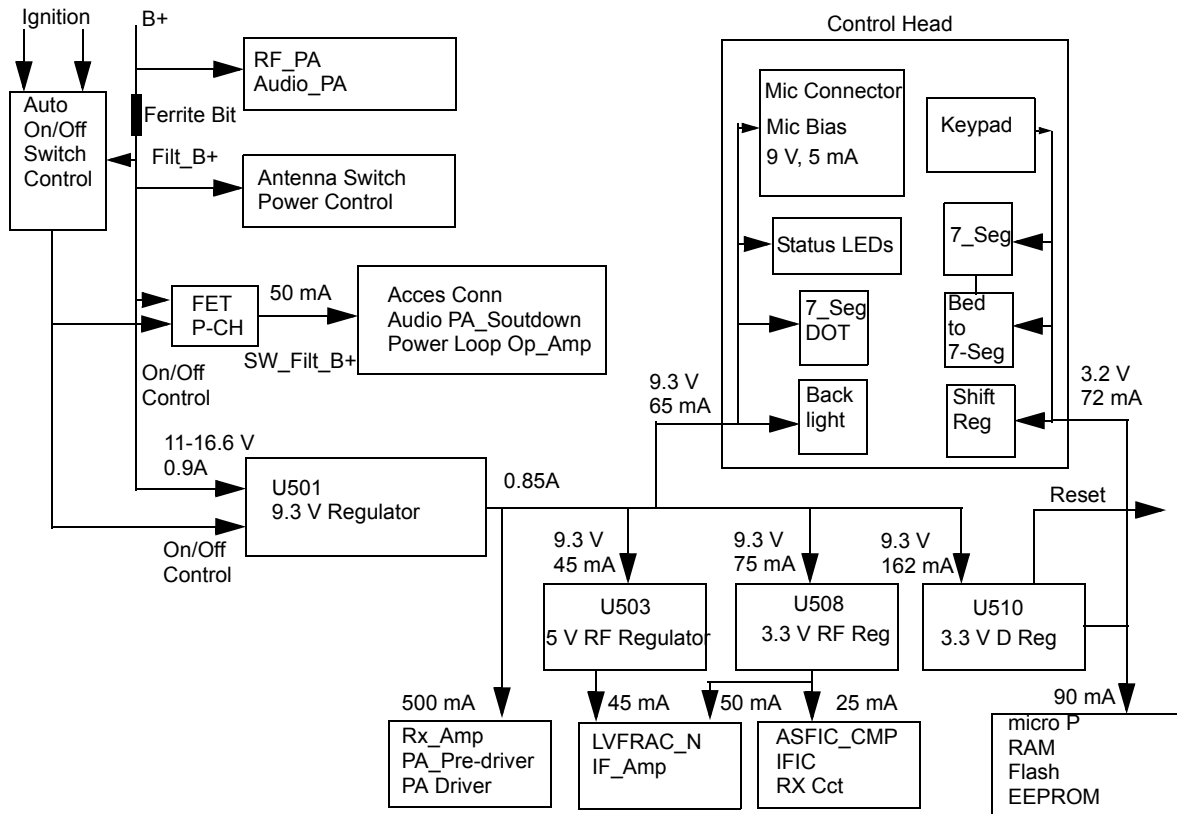 Ignition
B+
Control Head
RF_PA
Audio_PA
Auto
On/Off
Switch
Control
Ferrite Bit
Filt_B+
Antenna Switch
Power Control
Mic Connector
Mic Bias
9 V, 5 mA
Keypad
Status LEDs
7_Seg
FET
P-CH
50 mA
SW_Filt_B+
Acces Conn
Audio PA_Soutdown
Power Loop Op_Amp
7_Seg
DOT
Bed
to
7-Seg
On/Off
Control
9.3 V
65 mA
Back
light
Shift
Reg
3.2 V
72 mA
11-16.6 V
0.9A
U501
9.3 V Regulator
0.85A
Reset
On/Off
Control
9.3 V
45 mA
9.3 V
75 mA
9.3 V
162 mA
U503
5 V RF Regulator
U508
3.3 V RF Reg
U510
3.3 V D Reg
500 mA
45 mA
50 mA
25 mA
90 mA
Rx_Amp
PA_Pre-driver
PA Driver
LVFRAC_N
IF_Amp
ASFIC_CMP
IFIC
RX Cct
micro P
RAM
Flash
EEPROM